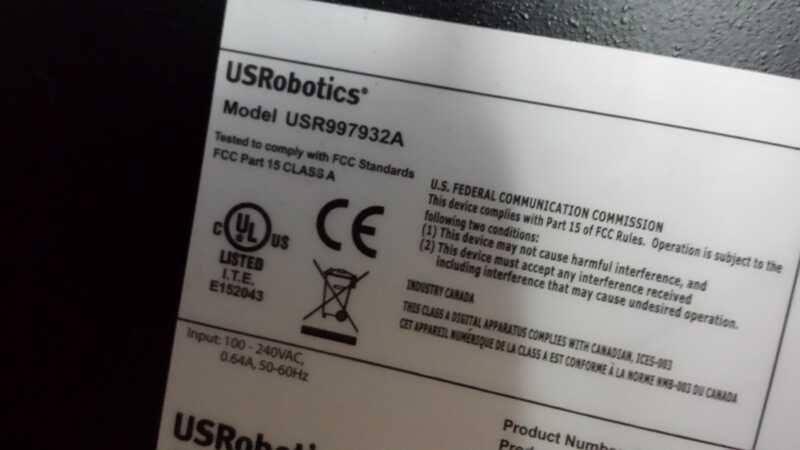 USRobotics®
Model USR997932A
Tested to comply with FCC Standards
FCC Part 15 CLASS A
C UL US
LISTED
I.T.E.
E152043
CE
U.S. FEDERAL COMMUNICATION COMMISSION
This device complies with Part 15 of FCC Rules. Operation is subject to the
following two conditions:
(1) This device may not cause harmful interference, and
(2) This device must accept any interference received
including interference that may cause undesired operation.
INDUSTRY CANADA
THIS CLASS A DIGITAL APPARATUS COMPLIES WITH CANADIAN, ICES-003
CET APPAREIL NUMÉRIQUE DE LA CLASS A EST CONFORME À LA NORME NMB-003 DU CANADA
Input: 100 - 240VAC,
0.64A, 50-60Hz
USRobotics
Product Number